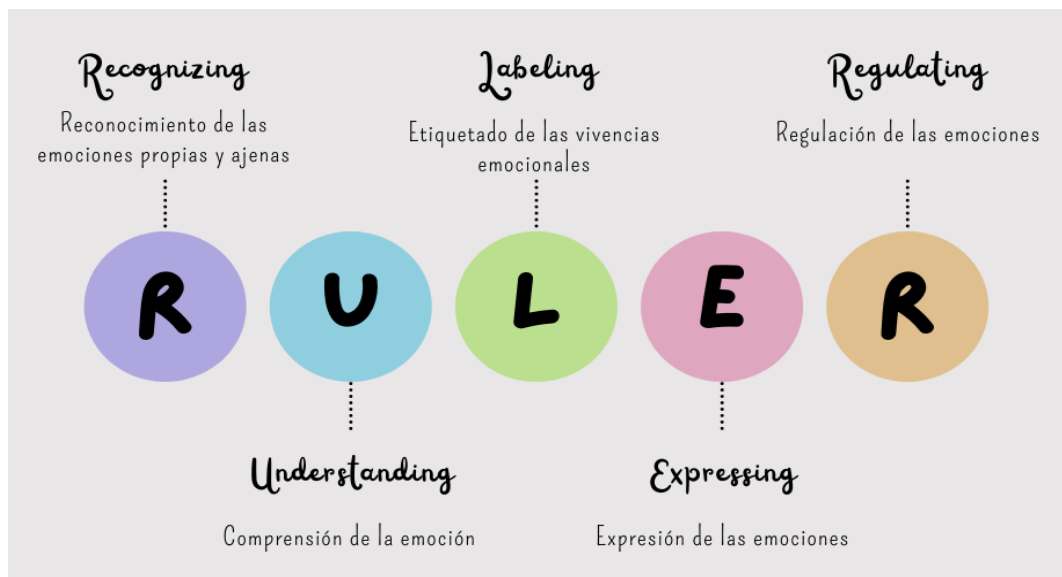 Recognizing
Reconocimiento de las
emociones propias y ajenas
Labeling
Etiquetado de las vivencias
emocionales
Regulating
Regulación de las emociones
R
U
L
E
R
Understanding
Comprensión de la emoción
Expressing
Expresión de las emociones